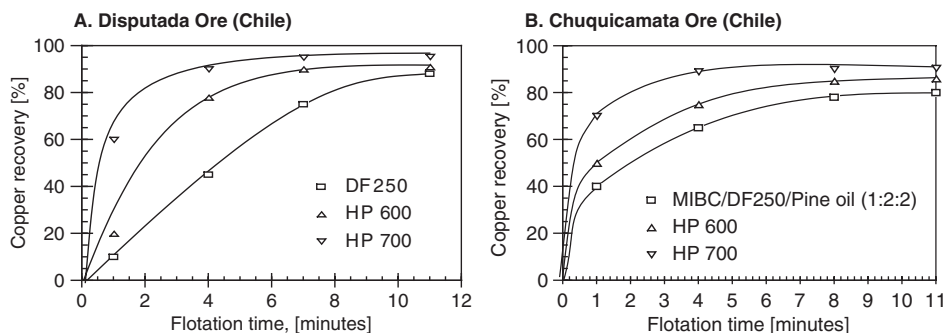 A. Disputada Ore (Chile)
Copper recovery [%]
100
80
60
40
20
0
DF250
HP 600
HP 700
0 2 4 6 8 10 12
Flotation time, [minutes]
B. Chuquicamata Ore (Chile)
Copper recovery [%]
100
80
60
40
20
0
MIBC/DF250/Pine oil (1:2:2)
HP 600
HP 700
0 1 2 3 4 5 6 7 8 9 10 11
Flotation time [minutes]